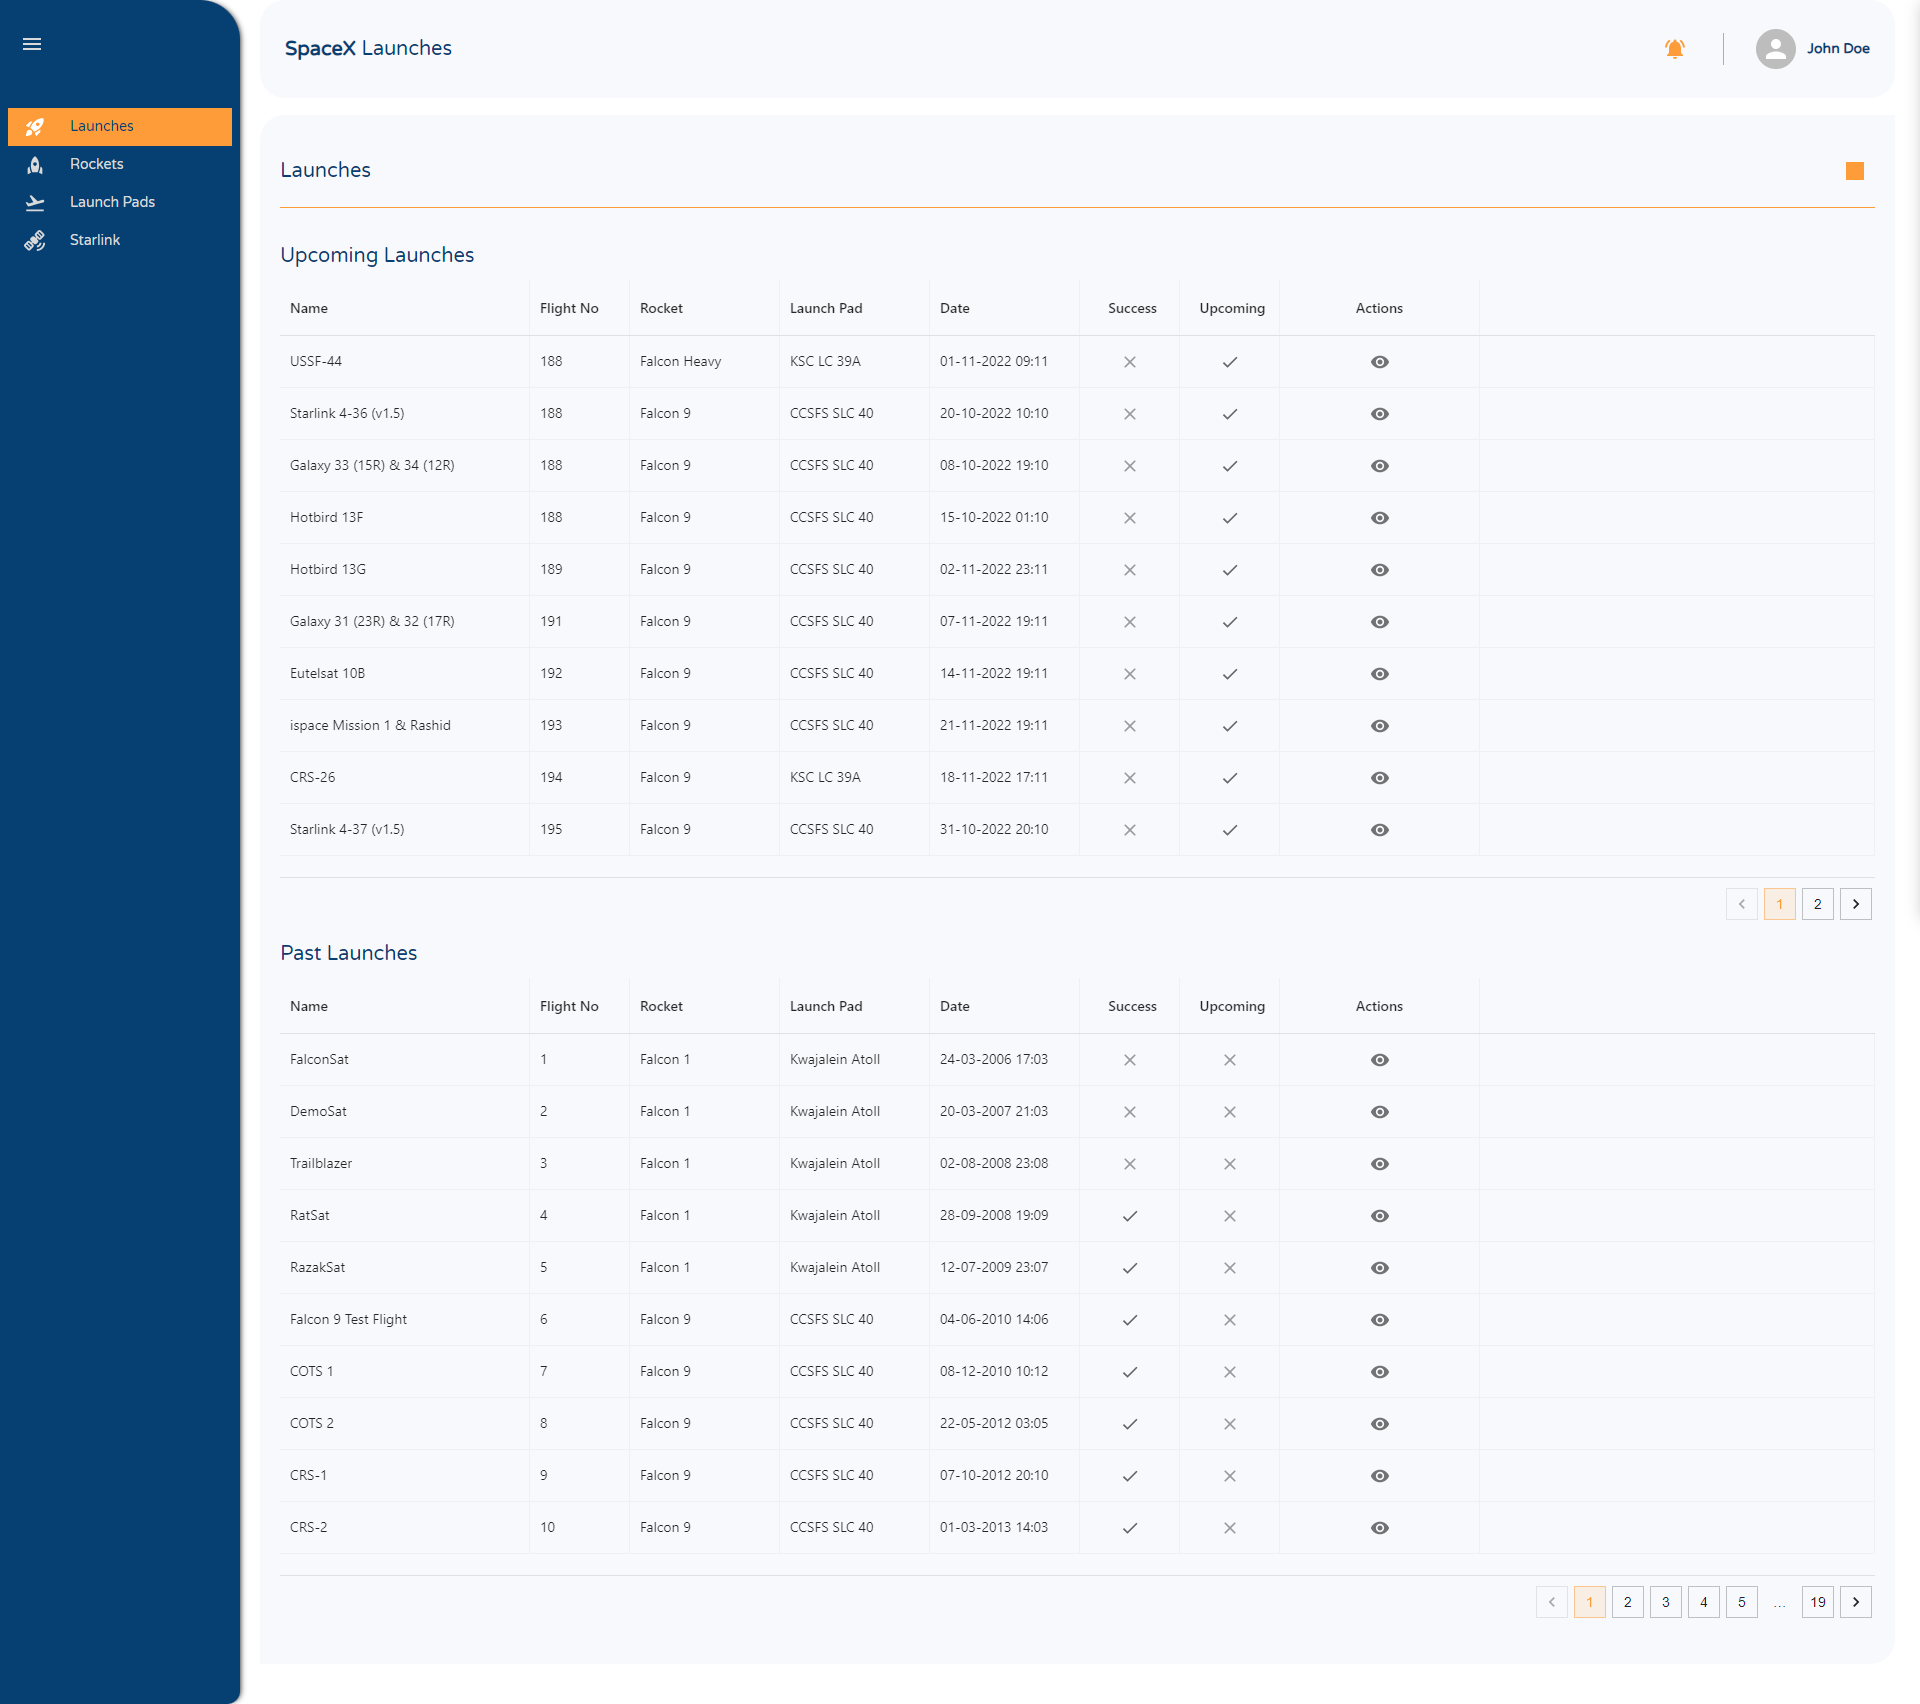 SpaceX Launches
John Doe
Launches
Rockets
Launch Pads
Starlink
Launches
Upcoming Launches
Name Flight No Rocket Launch Pad Date Success Upcoming Actions
USSF-44 188 Falcon Heavy KSC LC 39A 01-11-2022 09:11
Starlink 4-36 (v1.5) 188 Falcon 9 CCSFS SLC 40 20-10-2022 10:10
Galaxy 33 (15R) & 34 (12R) 188 Falcon 9 CCSFS SLC 40 08-10-2022 19:10
Hotbird 13F 188 Falcon 9 CCSFS SLC 40 15-10-2022 01:10
Hotbird 13G 189 Falcon 9 CCSFS SLC 40 02-11-2022 23:11
Galaxy 31 (23R) & 32 (17R) 191 Falcon 9 CCSFS SLC 40 07-11-2022 19:11
Eutelsat 10B 192 Falcon 9 CCSFS SLC 40 14-11-2022 19:11
ispace Mission 1 & Rashid 193 Falcon 9 CCSFS SLC 40 21-11-2022 19:11
CRS-26 194 Falcon 9 KSC LC 39A 18-11-2022 17:11
Starlink 4-37 (v1.5) 195 Falcon 9 CCSFS SLC 40 31-10-2022 20:10
1 2
Past Launches
Name Flight No Rocket Launch Pad Date Success Upcoming Actions
FalconSat 1 Falcon 1 Kwajalein Atoll 24-03-2006 17:03
DemoSat 2 Falcon 1 Kwajalein Atoll 20-03-2007 21:03
Trailblazer 3 Falcon 1 Kwajalein Atoll 02-08-2008 23:08
RatSat 4 Falcon 1 Kwajalein Atoll 28-09-2008 19:09
RazakSat 5 Falcon 1 Kwajalein Atoll 12-07-2009 23:07
Falcon 9 Test Flight 6 Falcon 9 CCSFS SLC 40 04-06-2010 14:06
COTS 1 7 Falcon 9 CCSFS SLC 40 08-12-2010 10:12
COTS 2 8 Falcon 9 CCSFS SLC 40 22-05-2012 03:05
CRS-1 9 Falcon 9 CCSFS SLC 40 07-10-2012 20:10
CRS-2 10 Falcon 9 CCSFS SLC 40 01-03-2013 14:03
1 2 3 4 5 ... 19